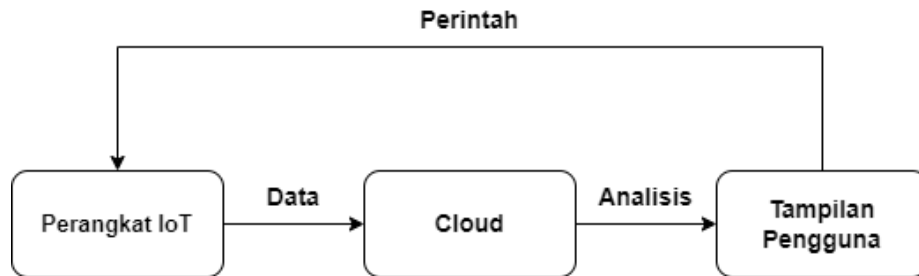 Perintah
Perangkat IoT
Data
Cloud
Analisis
Tampilan
Pengguna